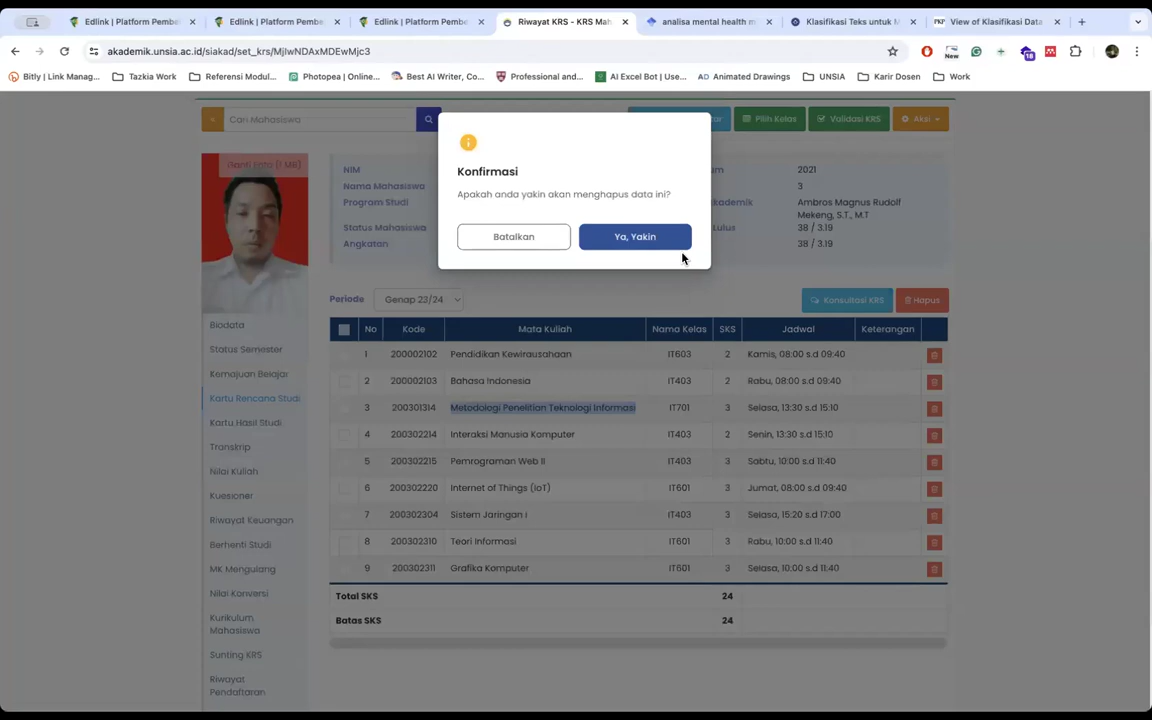 Edlink | Platform Pembe
Edlink | Platform Pembel
Edlink | Platform Pembe
Riwayat KRS - KRS Mah
analisa mental health m
Klasifikasi Teks untuk M
PKP View of Klasifikasi Data
akademik.unsia.ac.id/siakad/set_krs/MjIwNDAxMDEwMjc3
New
18
Bitly | Link Manag...
Tazkia Work
Referensi Modul...
Photopea | Online...
Best AI Writer, Co...
Professional and...
AI Excel Bot | Use...
AD Animated Drawings
UNSIA
Karir Dosen
Work
Cari Mahasiswa
Pilih Kelas
Validasi KRS
Aksi
Ganti Foto (1 MB)
Konfirmasi
Apakah anda yakin akan menghapus data ini?
Batalkan
Ya, Yakin
NIM
2021
Nama Mahasiswa
3
Program Studi
Ambros Magnus Rudolf
Mekeng, S.T., M.T
Status Mahasiswa
Lulus
38 / 3.19
Angkatan
38 / 3.19
Periode
Genap 23/24
Konsultasi KRS
Hapus
Biodata
Status Semester
Kemajuan Belajar
Kartu Rencana Studi
Kartu Hasil Studi
Transkrip
Nilai Kuliah
Kuesioner
Riwayat Keuangan
Berhenti Studi
MK Mengulang
Nilai Konversi
Kurikulum
Mahasiswa
Sunting KRS
Riwayat
Pendaftaran
No Kode Mata Kuliah Nama Kelas SKS Jadwal Keterangan
1 200002102 Pendidikan Kewirausahaan IT603 2 Kamis, 08:00 s.d 09:40
2 200002103 Bahasa Indonesia IT403 2 Rabu, 08:00 s.d 09:40
3 200301314 Metodologi Penelitian Teknologi Informasi IT701 3 Selasa, 13:30 s.d 15:10
4 200302214 Interaksi Manusia Komputer IT403 2 Senin, 13:30 s.d 15:10
5 200302215 Pemrograman Web II IT403 3 Sabtu, 10:00 s.d 11:40
6 200302220 Internet of Things (IoT) IT601 3 Jumat, 08:00 s.d 09:40
7 200302304 Sistem Jaringan i IT403 3 Selasa, 15:20 s.d 17:00
8 200302310 Teori Informasi IT601 3 Rabu, 10:00 s.d 11:40
9 200302311 Grafika Komputer IT601 3 Selasa, 10:00 s.d 11:40
Total SKS 24
Batas SKS 24